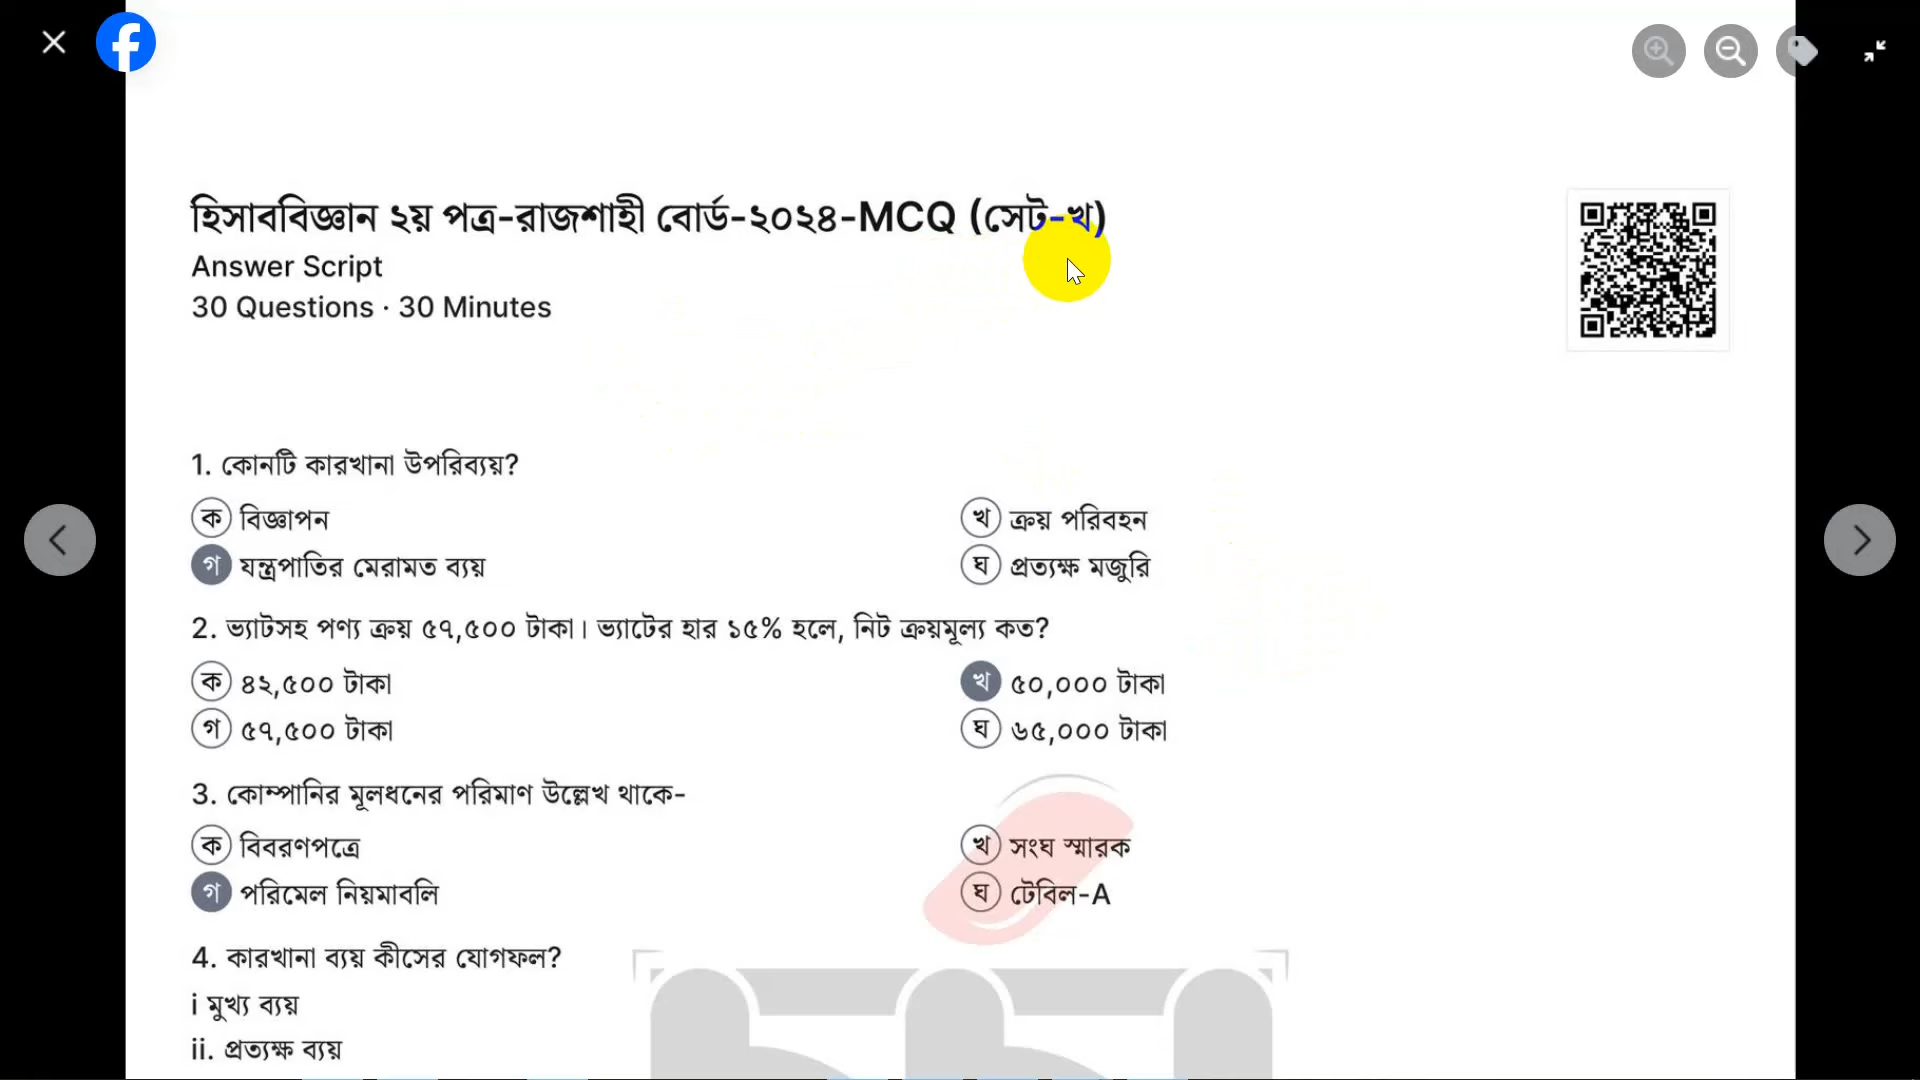 হিসাববিজ্ঞান ২য় পত্র-রাজশাহী বোর্ড-২০২৪-MCQ (সেট-খ)
Answer Script
30 Questions · 30 Minutes
1. কোনটি কারখানা উপরিব্যয়?
ক বিজ্ঞাপন
খ ক্রয় পরিবহন
গ যন্ত্রপাতির মেরামত ব্যয়
ঘ প্রত্যক্ষ মজুরি
2. ভ্যাটসহ পণ্য ক্রয় ৫৭,৫০০ টাকা। ভ্যাটের হার ১৫% হলে, নিট ক্রয়মূল্য কত?
ক ৪২,৫০০ টাকা
খ ৫০,০০০ টাকা
গ ৫৭,৫০০ টাকা
ঘ ৬৫,০০০ টাকা
3. কোম্পানির মূলধনের পরিমাণ উল্লেখ থাকে-
ক বিবরণপত্রে
খ সংঘ স্মারক
গ পরিমেল নিয়মাবলি
ঘ টেবিল-A
4. কারখানা ব্যয় কীসের যোগফল?
i মুখ্য ব্যয়
ii. প্রত্যক্ষ ব্যয়